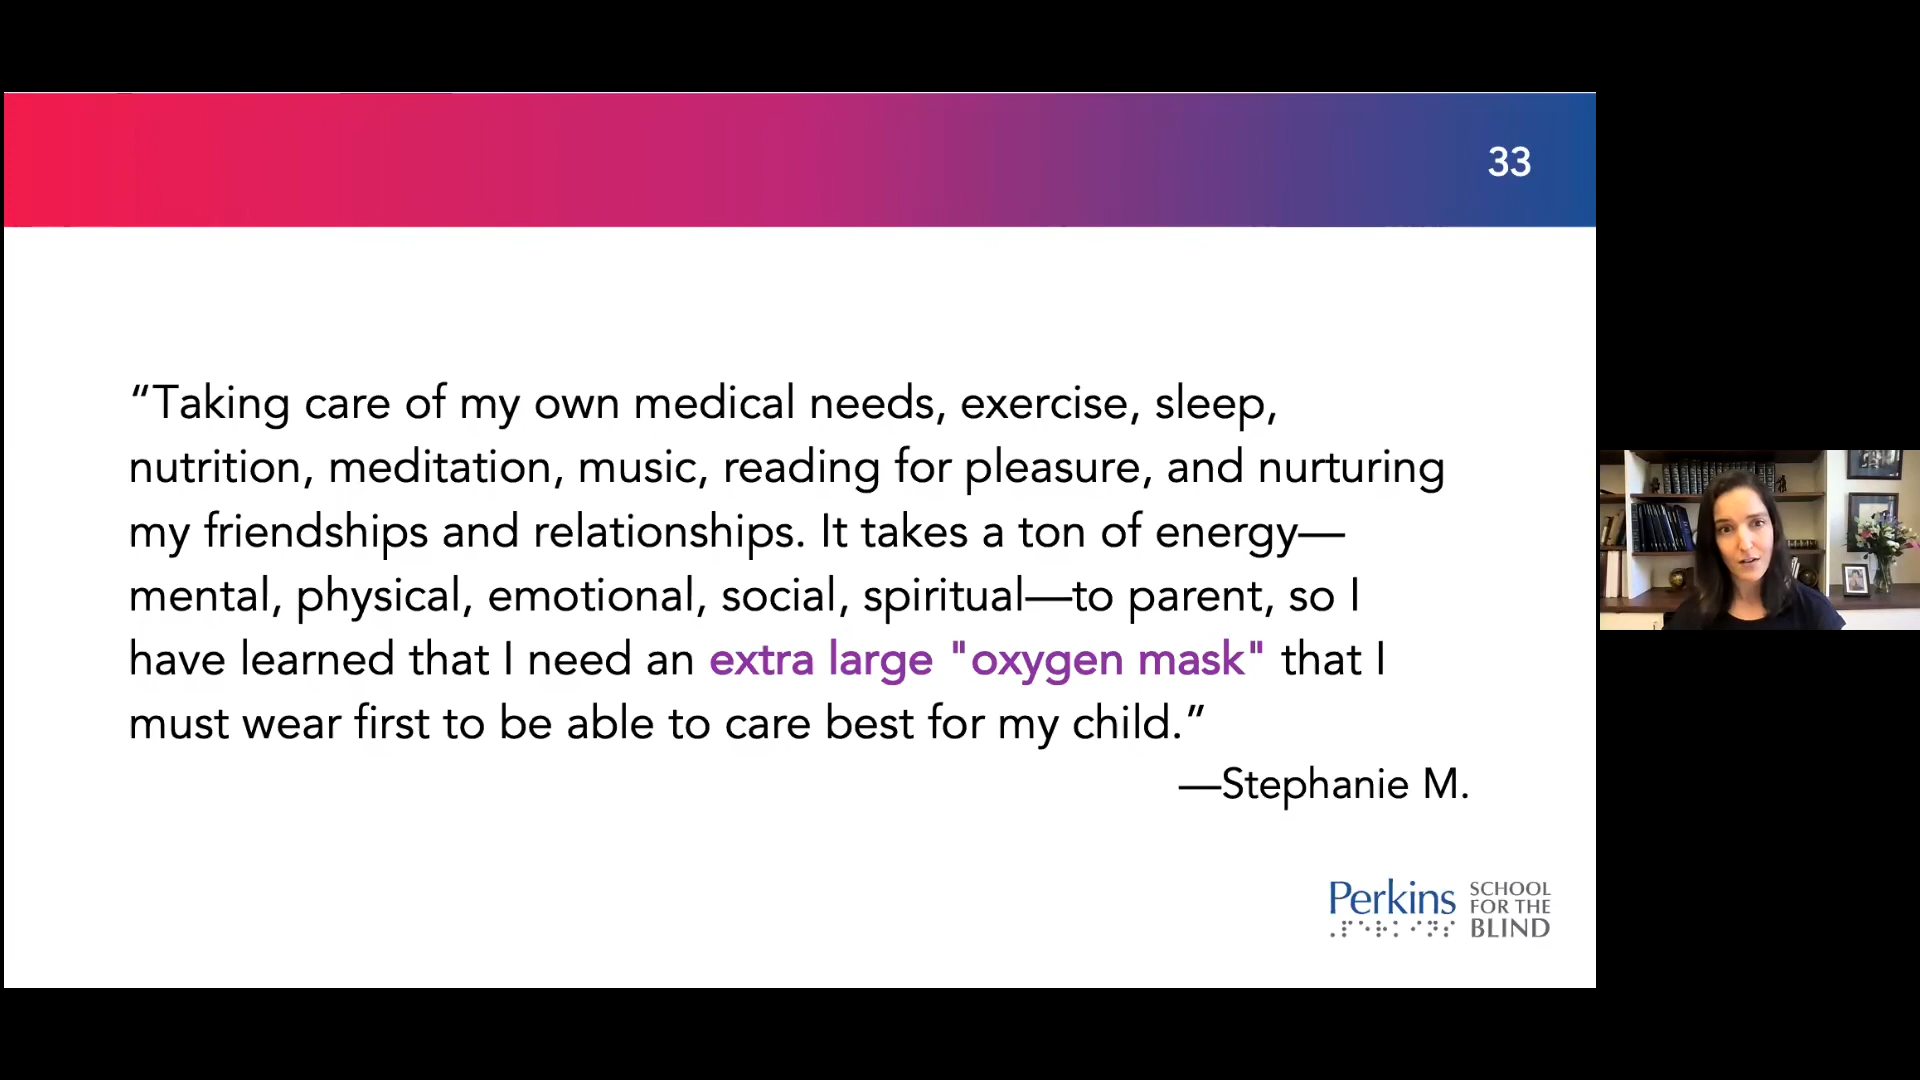 33
“Taking care of my own medical needs, exercise, sleep,
nutrition, meditation, music, reading for pleasure, and nurturing
my friendships and relationships. It takes a ton of energy—
mental, physical, emotional, social, spiritual—to parent, so I
have learned that I need an extra large "oxygen mask" that I
must wear first to be able to care best for my child.”
—Stephanie M.
Perkins
⠠⠏⠑⠗⠅⠊⠝⠎
SCHOOL
FOR THE
BLIND